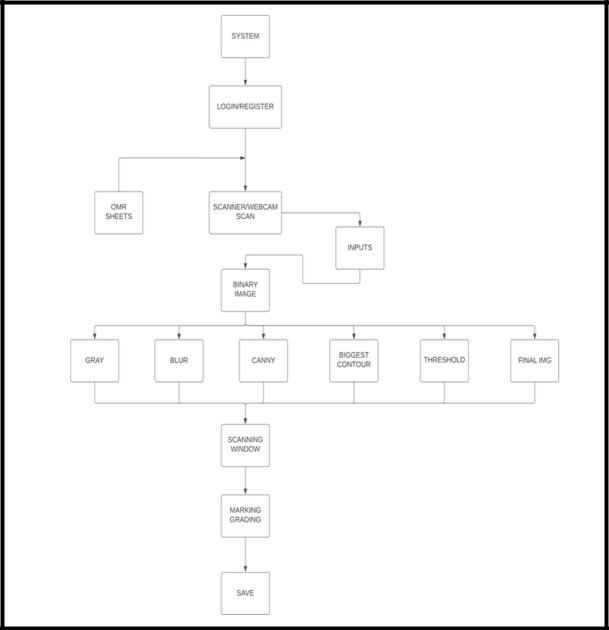 SYSTEM
LOGIN/REGISTER
OMR
SHEETS
SCANNER/WEBCAM
SCAN
INPUTS
BINARY
IMAGE
GRAY
BLUR
CANNY
BIGGEST
CONTOUR
THRESHOLD
FINAL IMG
SCANNING
WINDOW
MARKING
GRADING
SAVE